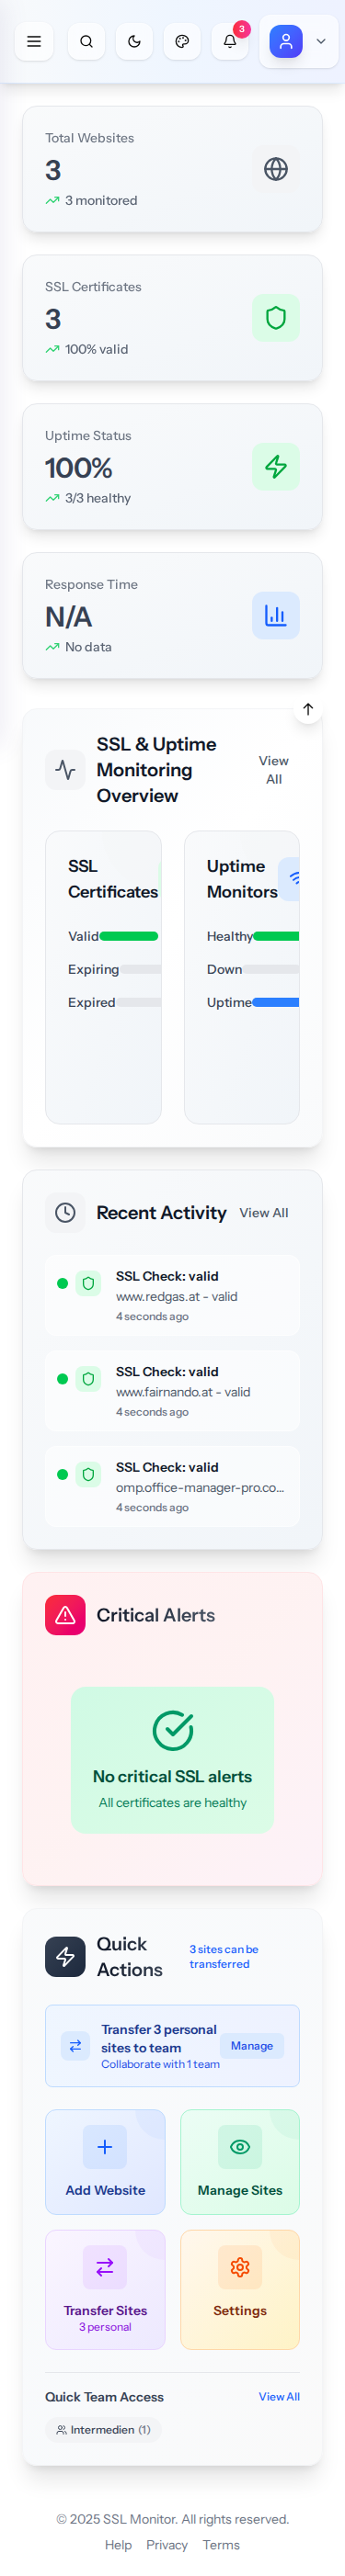 3
Total Websites
3
3 monitored
SSL Certificates
3
100% valid
Uptime Status
100%
3/3 healthy
Response Time
N/A
No data
SSL & Uptime
Monitoring
Overview
View
All
SSL
Certificates
Valid
Expiring
Expired
Uptime
Monitors
Healthy
Down
Uptime
Recent Activity
View All
SSL Check: valid
www.redgas.at - valid
4 seconds ago
SSL Check: valid
www.fairnando.at - valid
4 seconds ago
SSL Check: valid
omp.office-manager-pro.co...
4 seconds ago
Critical Alerts
No critical SSL alerts
All certificates are healthy
Quick
Actions
3 sites can be
transferred
Transfer 3 personal
sites to team
Collaborate with 1 team
Manage
Add Website
Manage Sites
Transfer Sites
3 personal
Settings
Quick Team Access
View All
Intermedien (1)
© 2025 SSL Monitor. All rights reserved.
Help Privacy Terms